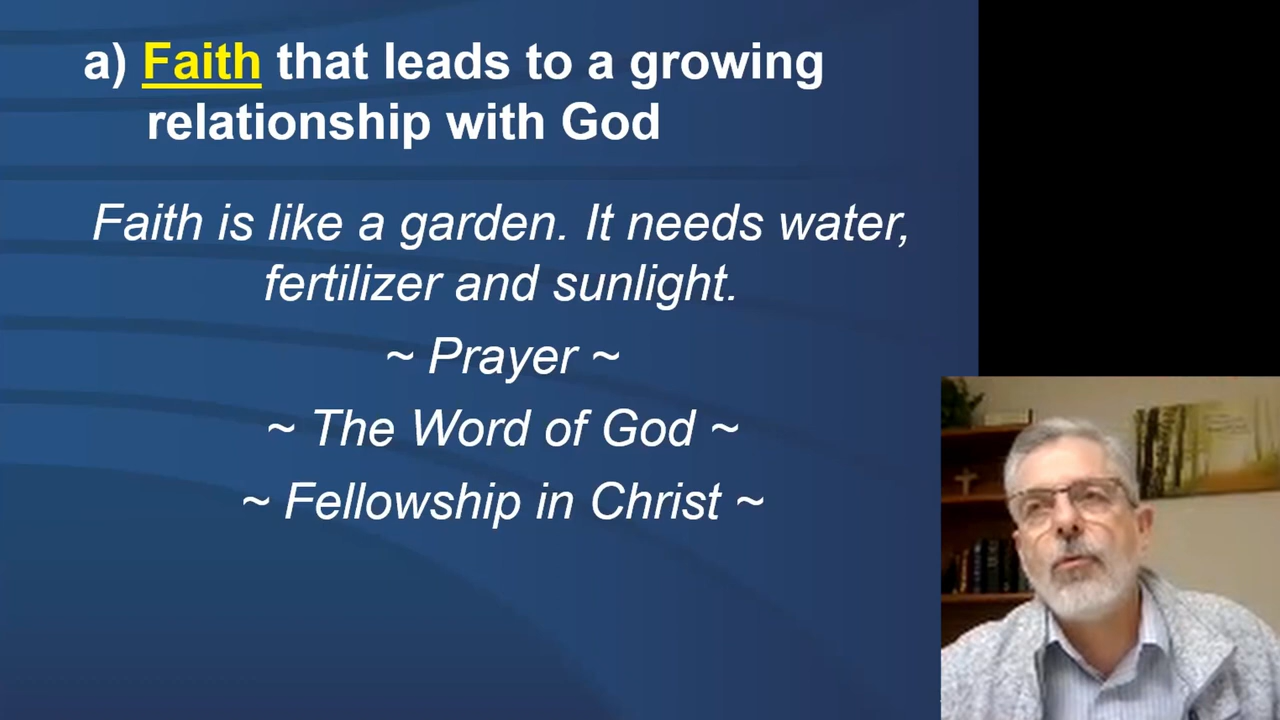 a) Faith that leads to a growing
relationship with God
Faith is like a garden. It needs water,
fertilizer and sunlight.
~ Prayer ~
~ The Word of God ~
~ Fellowship in Christ ~